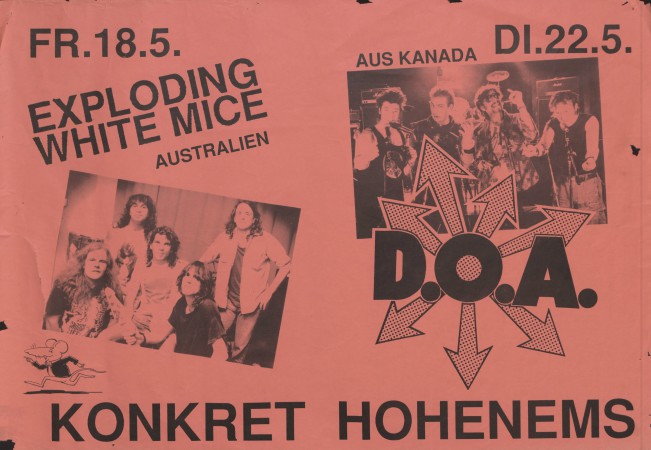 FR.18.5.
EXPLODING
WHITE MICE
AUSTRALIEN
AUS KANADA
DI.22.5.
D.O.A.
KONKRET HOHENEMS